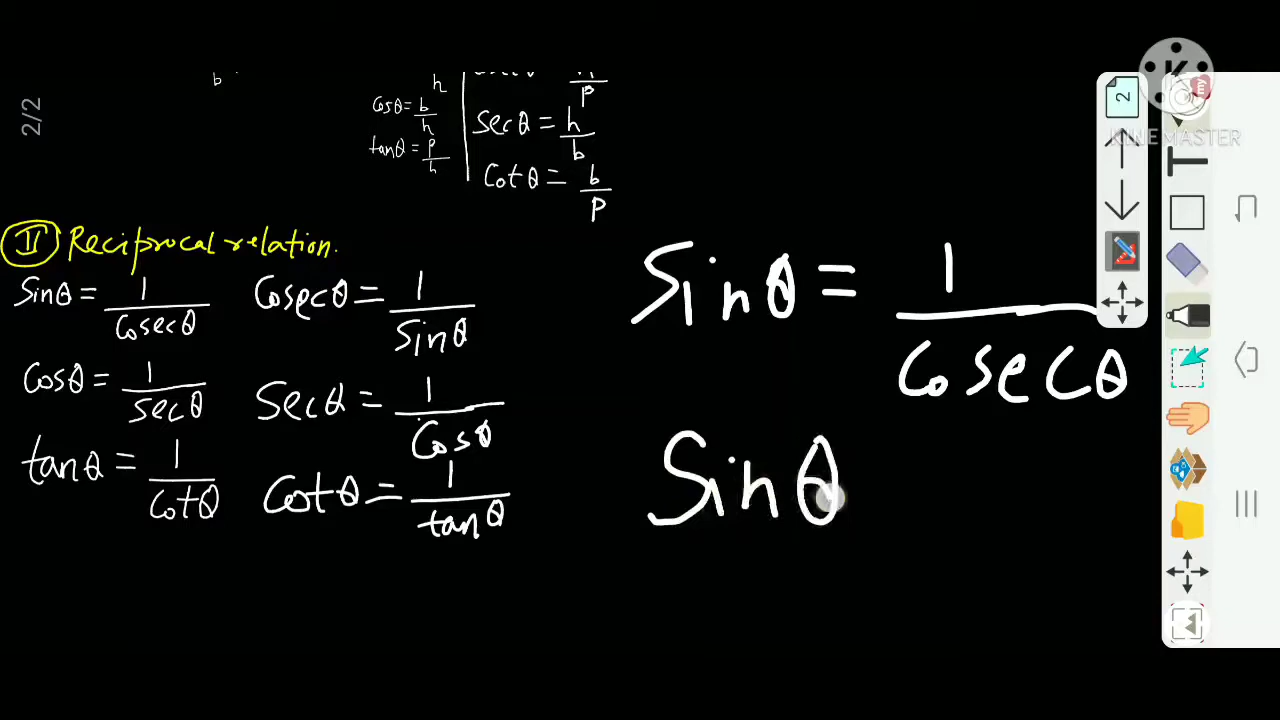 2/2
b
h
cosθ = b/h
tanθ = p/h
h/p
secθ = h/b
cotθ = b/p
II Reciprocal relation.
sinθ = 1/cosecθ cosecθ = 1/sinθ
cosθ = 1/secθ secθ = 1/cosθ
tanθ = 1/cotθ cotθ = 1/tanθ
sinθ = 1/cosecθ
sinθ
2
KINEMASTER